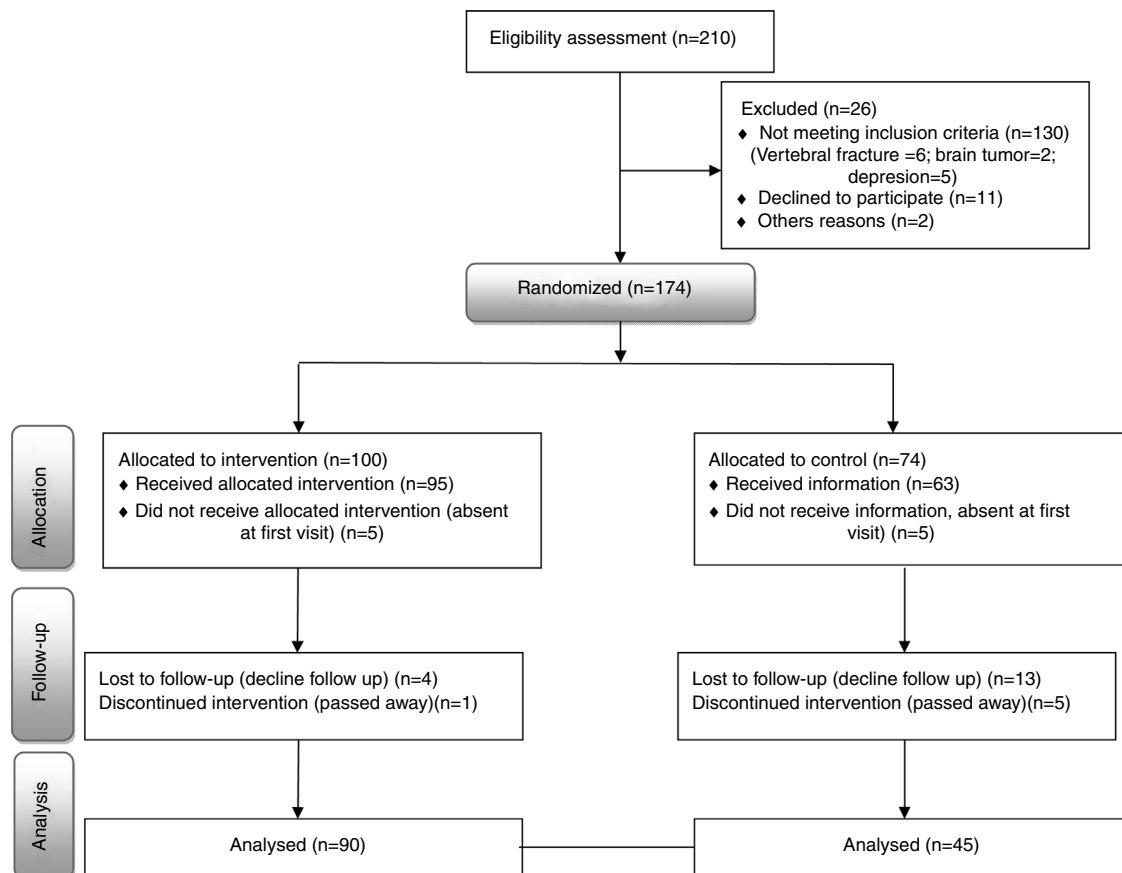 Eligibility assessment (n=210)
Excluded (n=26)
♦ Not meeting inclusion criteria (n=130)
(Vertebral fracture =6; brain tumor=2;
depresion=5)
♦ Declined to participate (n=11)
♦ Others reasons (n=2)
Randomized (n=174)
Allocation
Allocated to intervention (n=100)
♦ Received allocated intervention (n=95)
♦ Did not receive allocated intervention (absent
at first visit) (n=5)
Allocated to control (n=74)
♦ Received information (n=63)
♦ Did not receive information, absent at first
visit) (n=5)
Follow-up
Lost to follow-up (decline follow up) (n=4)
Discontinued intervention (passed away)(n=1)
Lost to follow-up (decline follow up) (n=13)
Discontinued intervention (passed away)(n=5)
Analysis
Analysed (n=90)
Analysed (n=45)